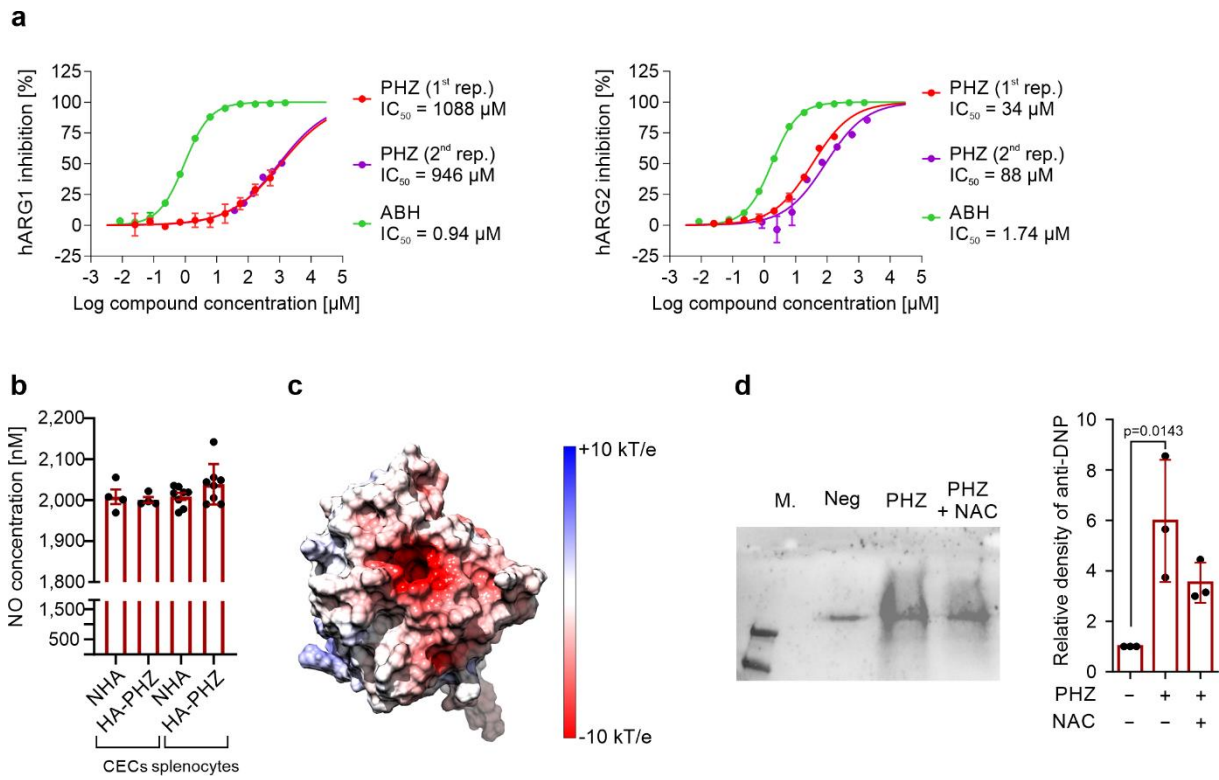 a
hARG1 inhibition [%]
125
100
75
50
25
0
-25
-3 -2 -1 0 1 2 3 4 5
Log compound concentration [µM]
PHZ (1st rep.)
IC50 = 1088 µM
PHZ (2nd rep.)
IC50 = 946 µM
ABH
IC50 = 0.94 µM
hARG2 inhibition [%]
125
100
75
50
25
0
-25
-3 -2 -1 0 1 2 3 4 5
Log compound concentration [µM]
PHZ (1st rep.)
IC50 = 34 µM
PHZ (2nd rep.)
IC50 = 88 µM
ABH
IC50 = 1.74 µM
b
NO concentration [nM]
2,200
2,100
2,000
1,900
1,800
1,500
1,000
500
NHA
HA-PHZ
NHA
HA-PHZ
CECs splenocytes
c
+10 kT/e
-10 kT/e
d
M. Neg PHZ PHZ
+ NAC
Relative density of anti-DNP
10
8
6
4
2
0
p=0.0143
PHZ − + +
NAC − − +